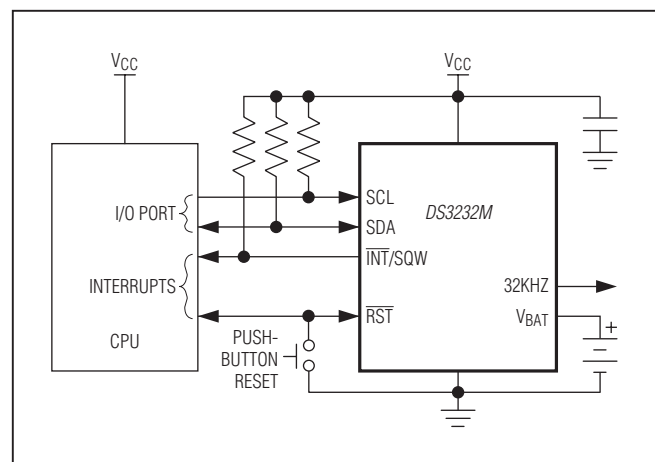 VCC
VCC
SCL
I/O PORT
SDA
DS3232M
INT/SQW
INTERRUPTS
32KHZ
RST
VBAT
CPU
PUSH-
BUTTON
RESET
+